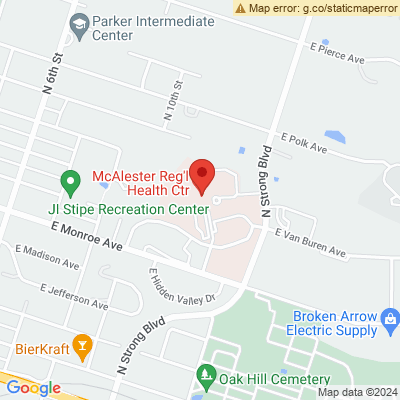 Map error: g.co/staticmaperror
Parker Intermediate
Center
N 6th St
N 10th St
E Pierce Ave
E Polk Ave
N Strong Blvd
McAlester Reg'l
Health Ctr
Jl Stipe Recreation Center
E Monroe Ave
E Madison Ave
E Van Buren Ave
E Jefferson Ave
E Hidden Valley Dr
N Strong Blvd
Broken Arrow
Electric Supply
BierKraft
Oak Hill Cemetery
Google
Map data ©2024